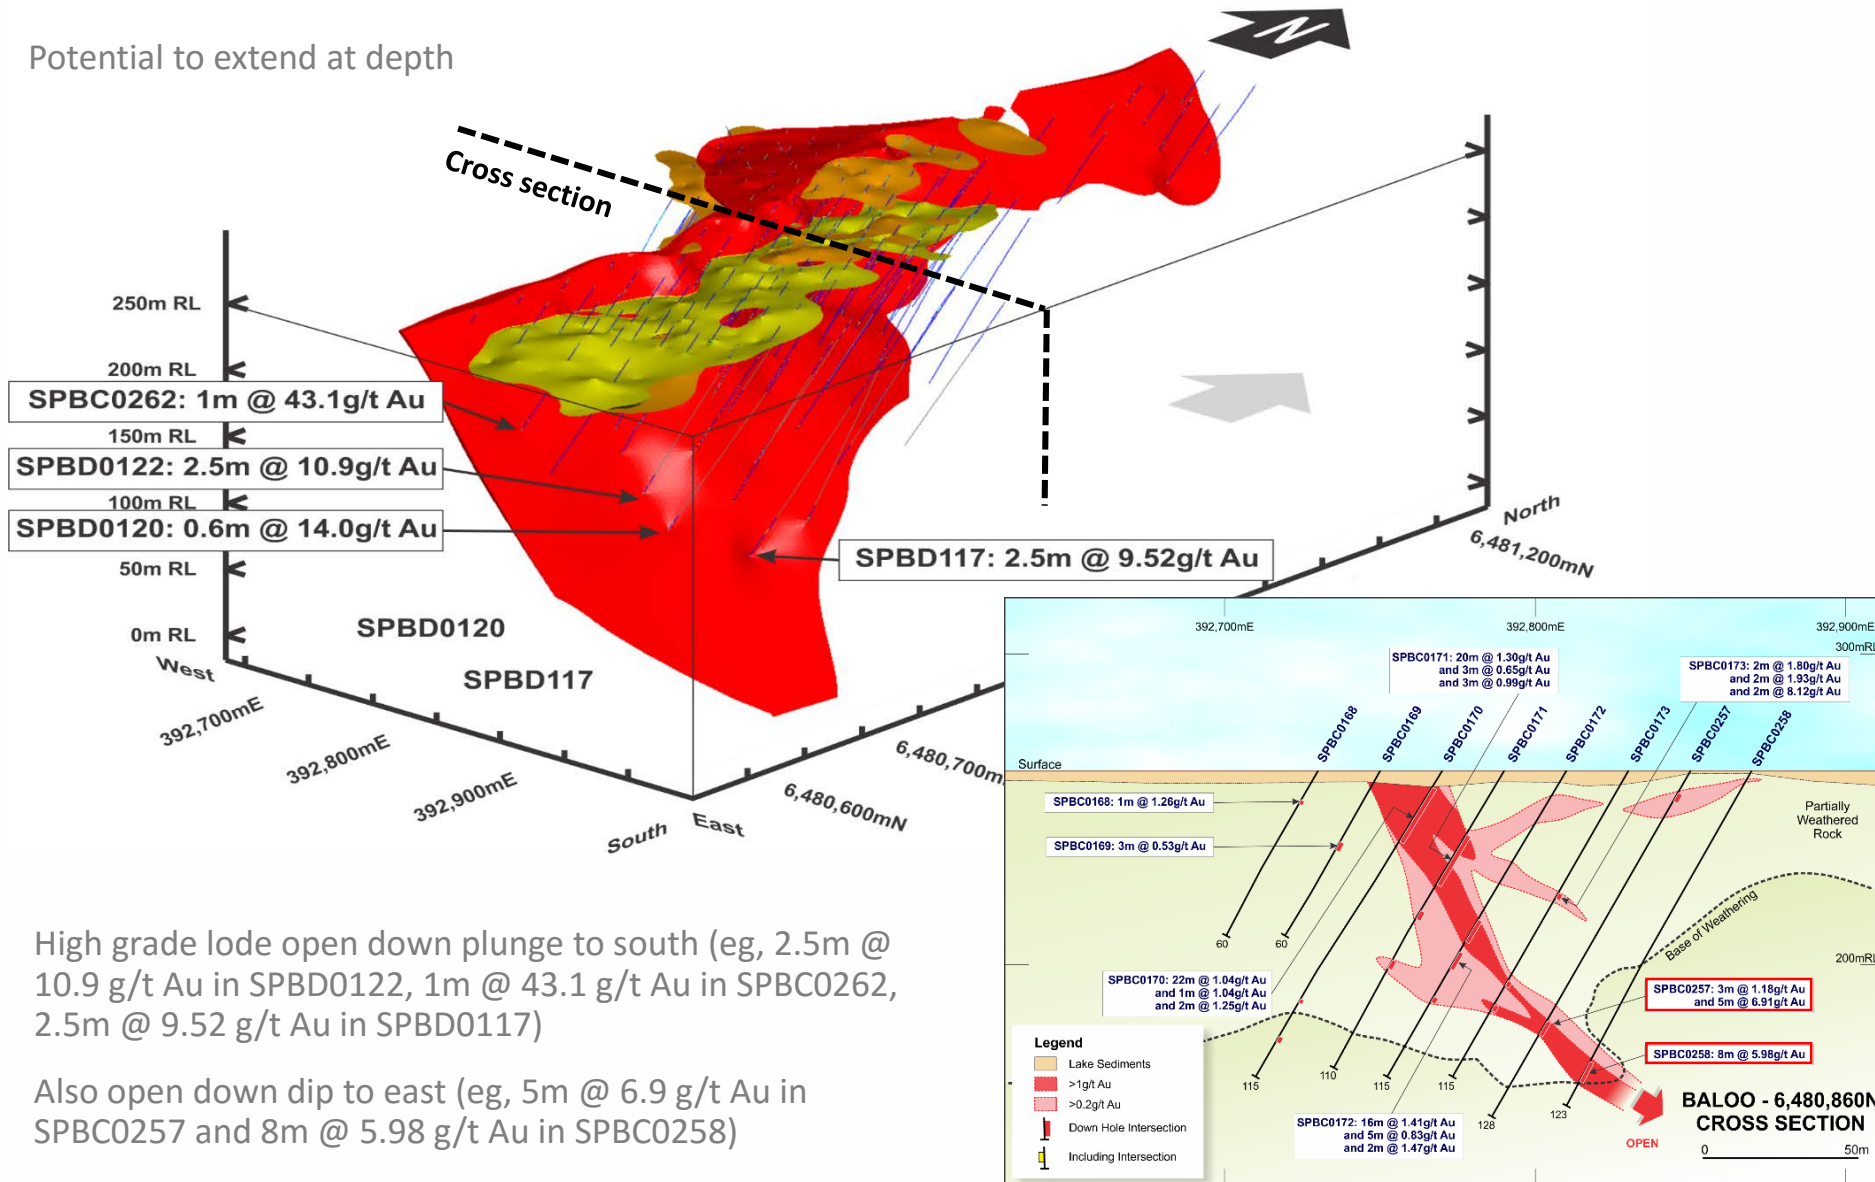 Potential to extend at depth
N
Cross section
250m RL
200m RL
SPBC0262: 1m @ 43.1g/t Au
150m RL
SPBD0122: 2.5m @ 10.9g/t Au
100m RL
SPBD0120: 0.6m @ 14.0g/t Au
SPBD117: 2.5m @ 9.52g/t Au
50m RL
0m RL
SPBD0120
SPBD117
West
392,700mE
392,800mE
392,900mE
South
East
6,480,600mN
6,480,700m
North
6,481,200mN
High grade lode open down plunge to south (eg, 2.5m @
10.9 g/t Au in SPBD0122, 1m @ 43.1 g/t Au in SPBC0262,
2.5m @ 9.52 g/t Au in SPBD0117)
Also open down dip to east (eg, 5m @ 6.9 g/t Au in
SPBC0257 and 8m @ 5.98 g/t Au in SPBC0258)
392,700mE
392,800mE
392,900mE
300mRL
SPBC0171: 20m @ 1.30g/t Au
and 3m @ 0.65g/t Au
and 3m @ 0.99g/t Au
SPBC0173: 2m @ 1.80g/t Au
and 2m @ 1.93g/t Au
and 2m @ 8.12g/t Au
SPBC0168
SPBC0169
SPBC0170
SPBC0171
SPBC0172
SPBC0173
SPBC0257
SPBC0258
Surface
SPBC0168: 1m @ 1.26g/t Au
SPBC0169: 3m @ 0.53g/t Au
Partially
Weathered
Rock
Base of Weathering
60
60
200mRL
SPBC0170: 22m @ 1.04g/t Au
and 1m @ 1.04g/t Au
and 2m @ 1.25g/t Au
SPBC0257: 3m @ 1.18g/t Au
and 5m @ 6.91g/t Au
SPBC0258: 8m @ 5.98g/t Au
115
110
115
115
128
123
Legend
Lake Sediments
>1g/t Au
>0.2g/t Au
Down Hole Intersection
Including Intersection
SPBC0172: 16m @ 1.41g/t Au
and 5m @ 0.83g/t Au
and 2m @ 1.47g/t Au
OPEN
BALOO - 6,480,860N
CROSS SECTION
0
50m